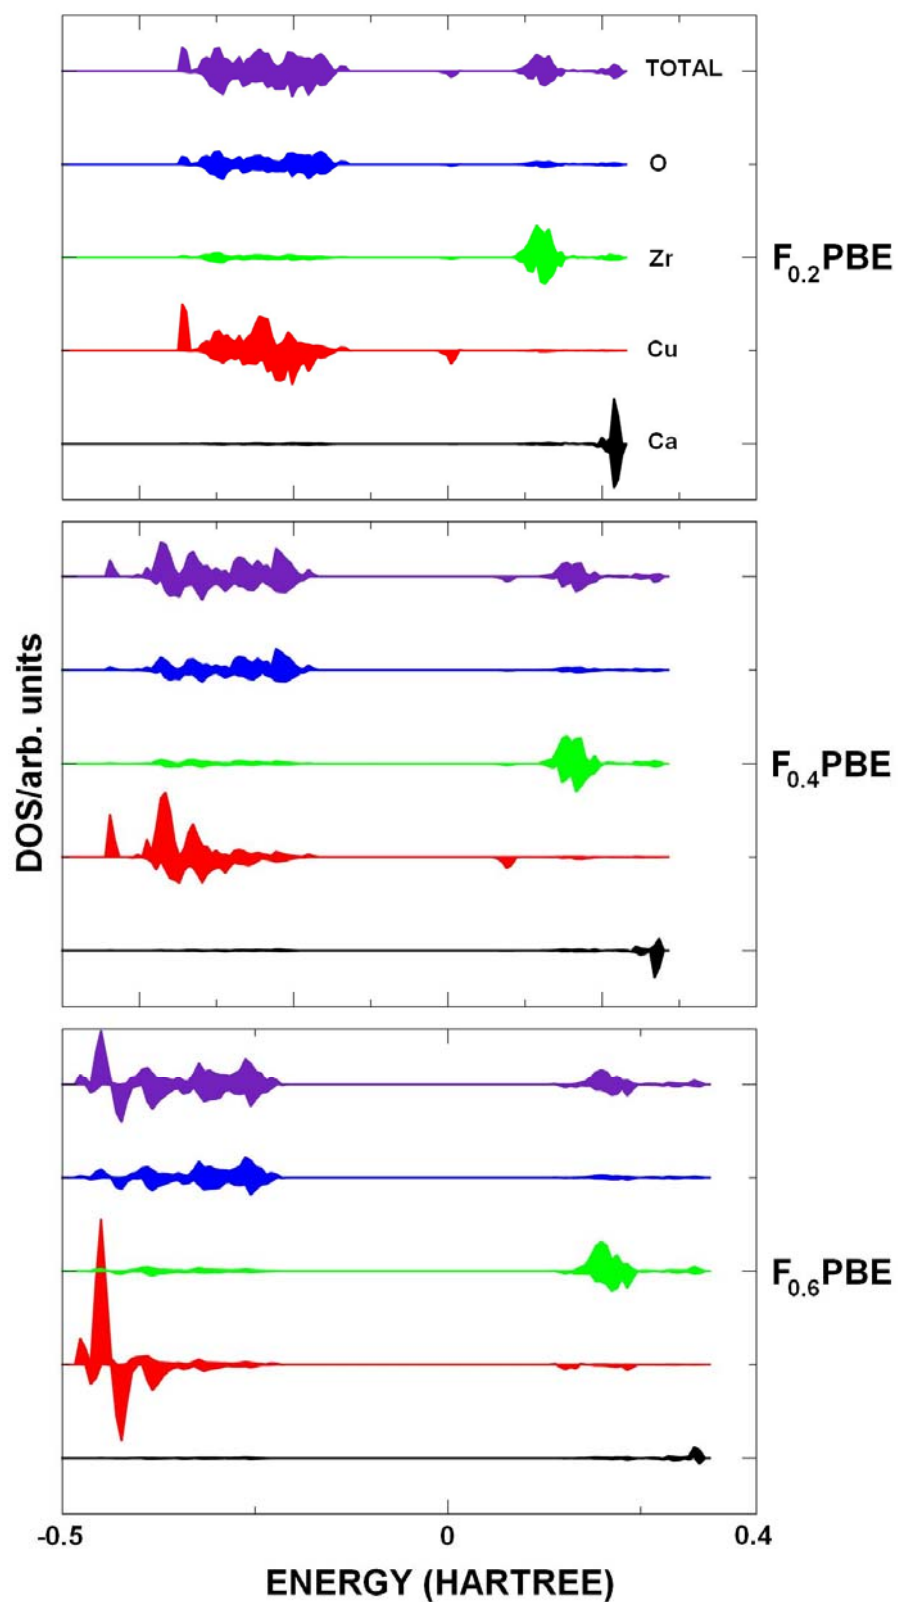 TOTAL
O
Zr
F0.2PBE
Cu
Ca
DOS/arb. units
F0.4PBE
F0.6PBE
-0.5
0
0.4
ENERGY (HARTREE)